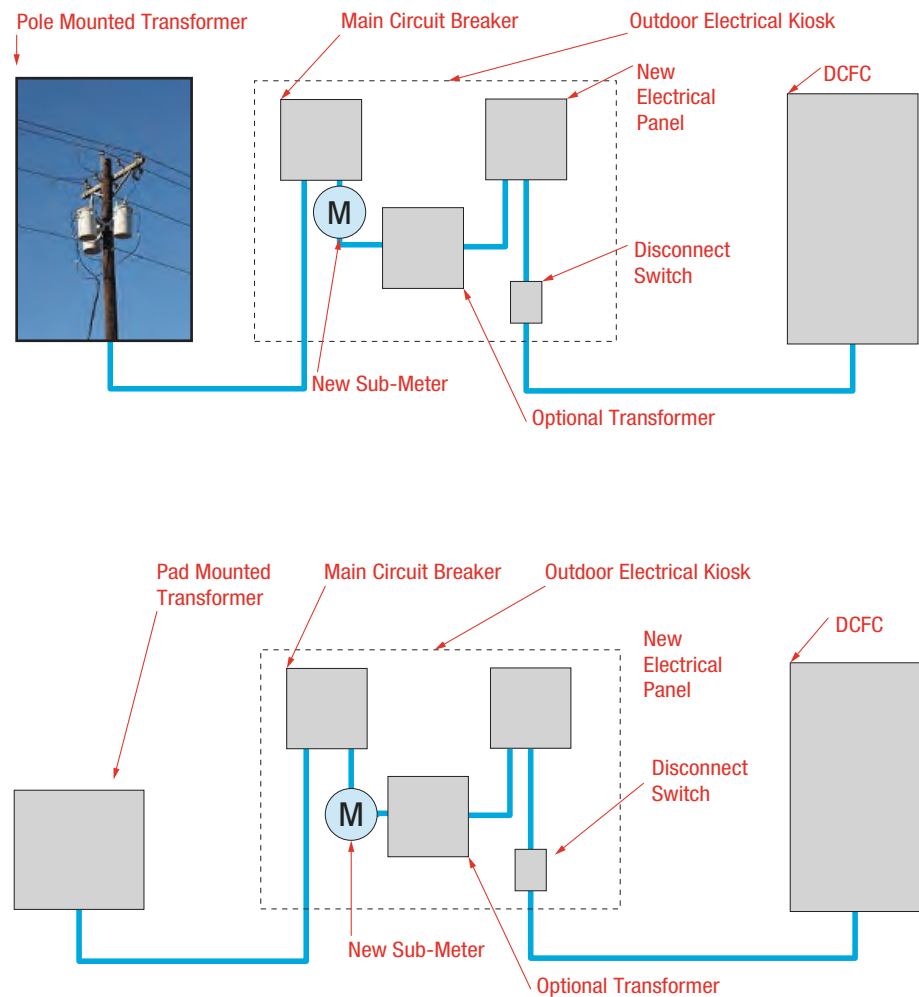 Pole Mounted Transformer
Main Circuit Breaker
Outdoor Electrical Kiosk
New
Electrical
Panel
DCFC
M
Disconnect
Switch
New Sub-Meter
Optional Transformer
Pad Mounted
Transformer
Main Circuit Breaker
Outdoor Electrical Kiosk
New
Electrical
Panel
DCFC
Disconnect
Switch
M
New Sub-Meter
Optional Transformer